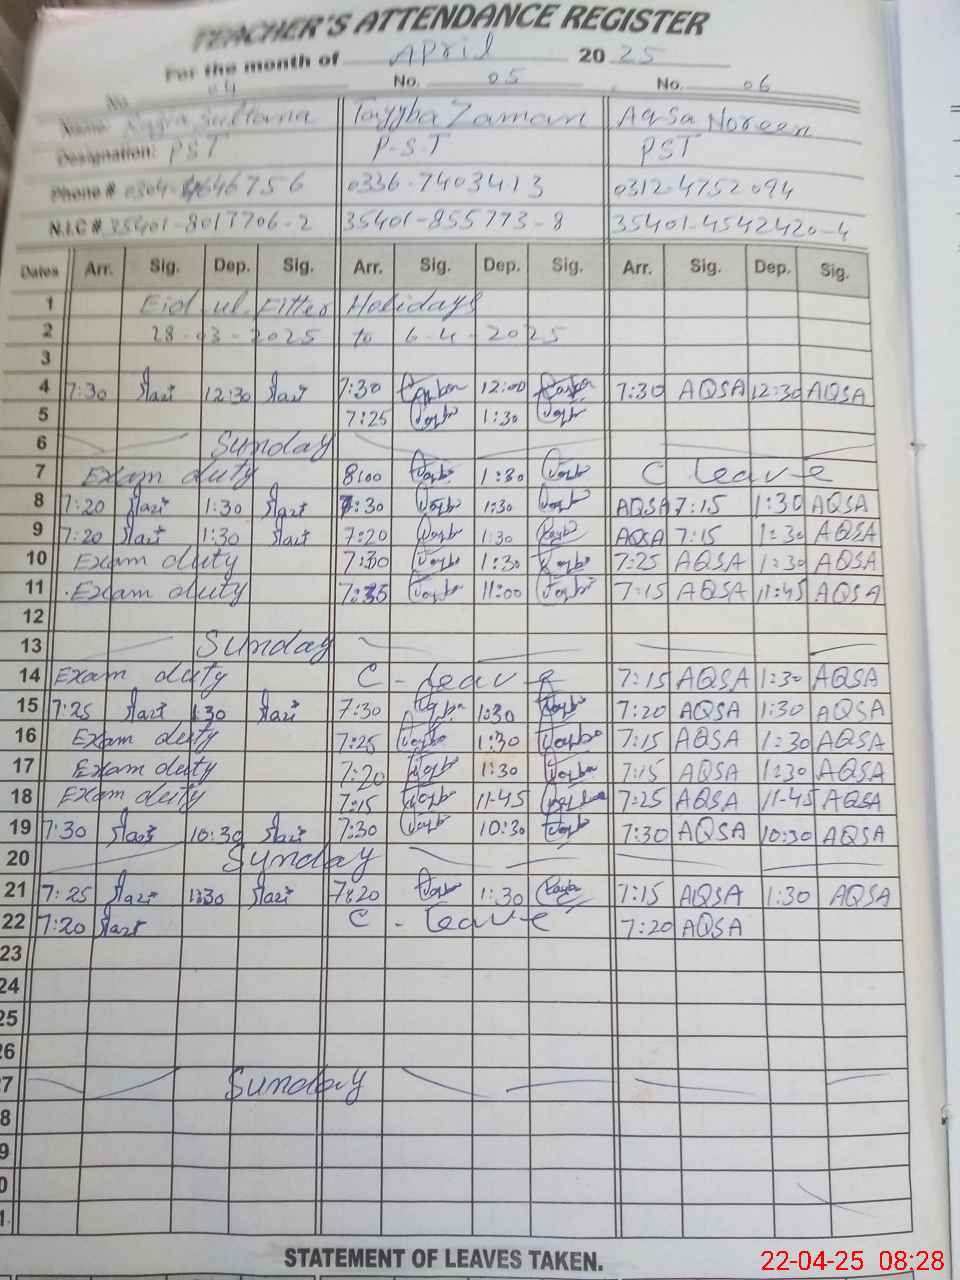 TEACHER'S ATTENDANCE REGISTER
For the month of April 2025
No. 04 No. 05 No. 06
Name: Sultana Tayyba Zaman Aqsa Noreen
Designation: PST P.S.T PST
Phone # 0304-4646756 0336-7403413 0312-4752094
N.I.C # 35401-8017706-2 35401-855773-8 35401-4542420-4
Dates Arr. Sig. Dep. Sig. Arr. Sig. Dep. Sig. Arr. Sig. Dep. Sig.
1 Eid ul Fitter Holidays
2 28-03-2025 to 6-4-2025
3
4 7:30 12:30 7:30 12:00 7:30 AQSA 12:30 AQSA
5 7:25 1:30
6 Sunday
7 Exam duty 8:00 1:30 C leave
8 7:20 1:30 7:30 1:30 AQSA 7:15 1:30 AQSA
9 7:20 1:30 7:20 1:30 AQSA 7:15 1:30 AQSA
10 Exam duty 7:30 1:30 7:25 AQSA 1:30 AQSA
11 Exam duty 11:00 7:15 AQSA 11:45 AQSA
12
13 Sunday
14 Exam duty C - leave 7:15 AQSA 1:30 AQSA
15 7:25 1:30 7:30 1:30 7:20 AQSA 1:30 AQSA
16 Exam duty 7:25 1:30 7:15 AQSA 1:30 AQSA
17 Exam duty 7:20 1:30 7:15 AQSA 1:30 AQSA
18 Exam duty 7:15 11-45 7:25 AQSA 11-45 AQSA
19 7:30 10:30 7:30 10:30 7:30 AQSA 10:30 AQSA
20 Sunday
21 7:25 1:30 7:20 1:30 7:15 AQSA 1:30 AQSA
22 7:20 C - leave 7:20 AQSA
23
24
25
26
7 Sunday
8
9
0
1
STATEMENT OF LEAVES TAKEN.
22-04-25 08:28